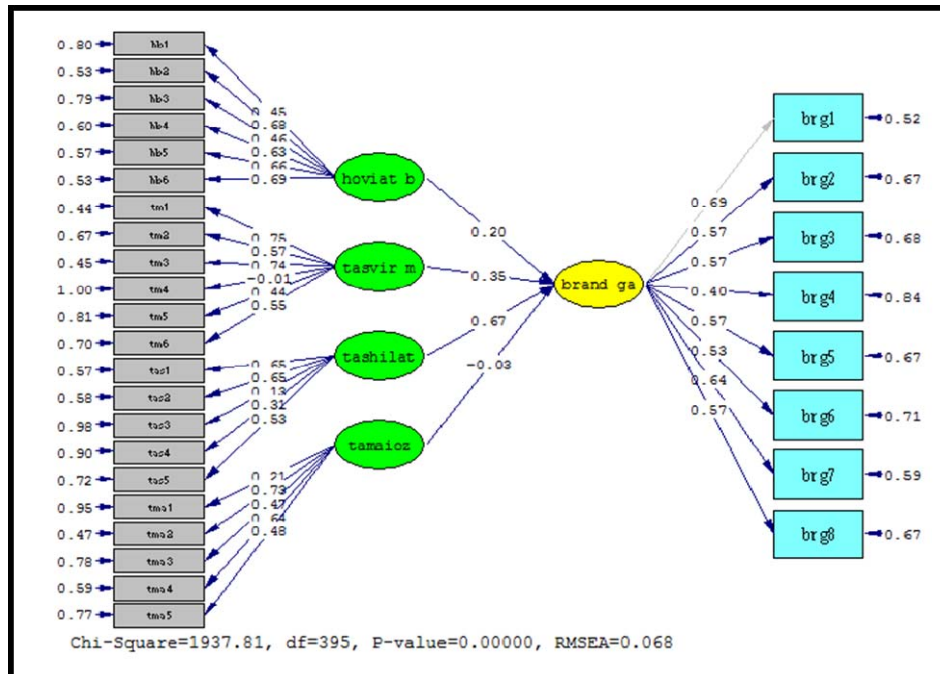 0.80 hb1
0.53 hb2
0.79 hb3
0.60 hb4
0.57 hb5
0.53 hb6
0.44 tm1
0.67 tm2
0.45 tm3
1.00 tm4
0.81 tm5
0.70 tm6
0.57 tas1
0.58 tas2
0.98 tas3
0.90 tas4
0.72 tas5
0.95 tma1
0.47 tma2
0.78 tma3
0.59 tma4
0.77 tma5
0.45
0.68
0.46
0.63
0.66
0.69
0.75
0.57
0.74
-0.01
0.44
0.55
0.65
0.65
0.13
0.32
0.53
0.21
0.73
0.47
0.64
0.48
hoviat b
tasvir m
tashilat
tamaioz
0.20
0.35
0.67
-0.03
brand ga
0.69
0.57
0.57
0.40
0.57
0.53
0.64
0.57
brg1 0.52
brg2 0.67
brg3 0.68
brg4 0.84
brg5 0.67
brg6 0.71
brg7 0.59
brg8 0.67
Chi-Square=1937.81, df=395, P-value=0.00000, RMSEA=0.068